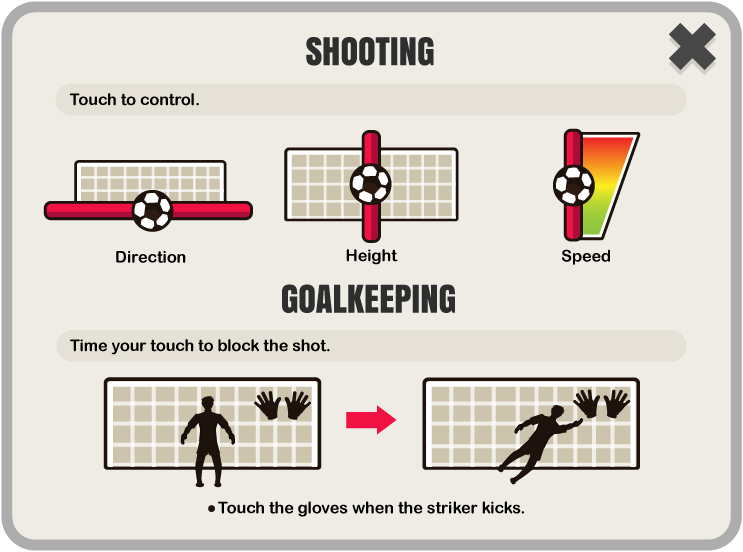 SHOOTING
Touch to control.
Direction
Height
Speed
GOALKEEPING
Time your touch to block the shot.
• Touch the gloves when the striker kicks.